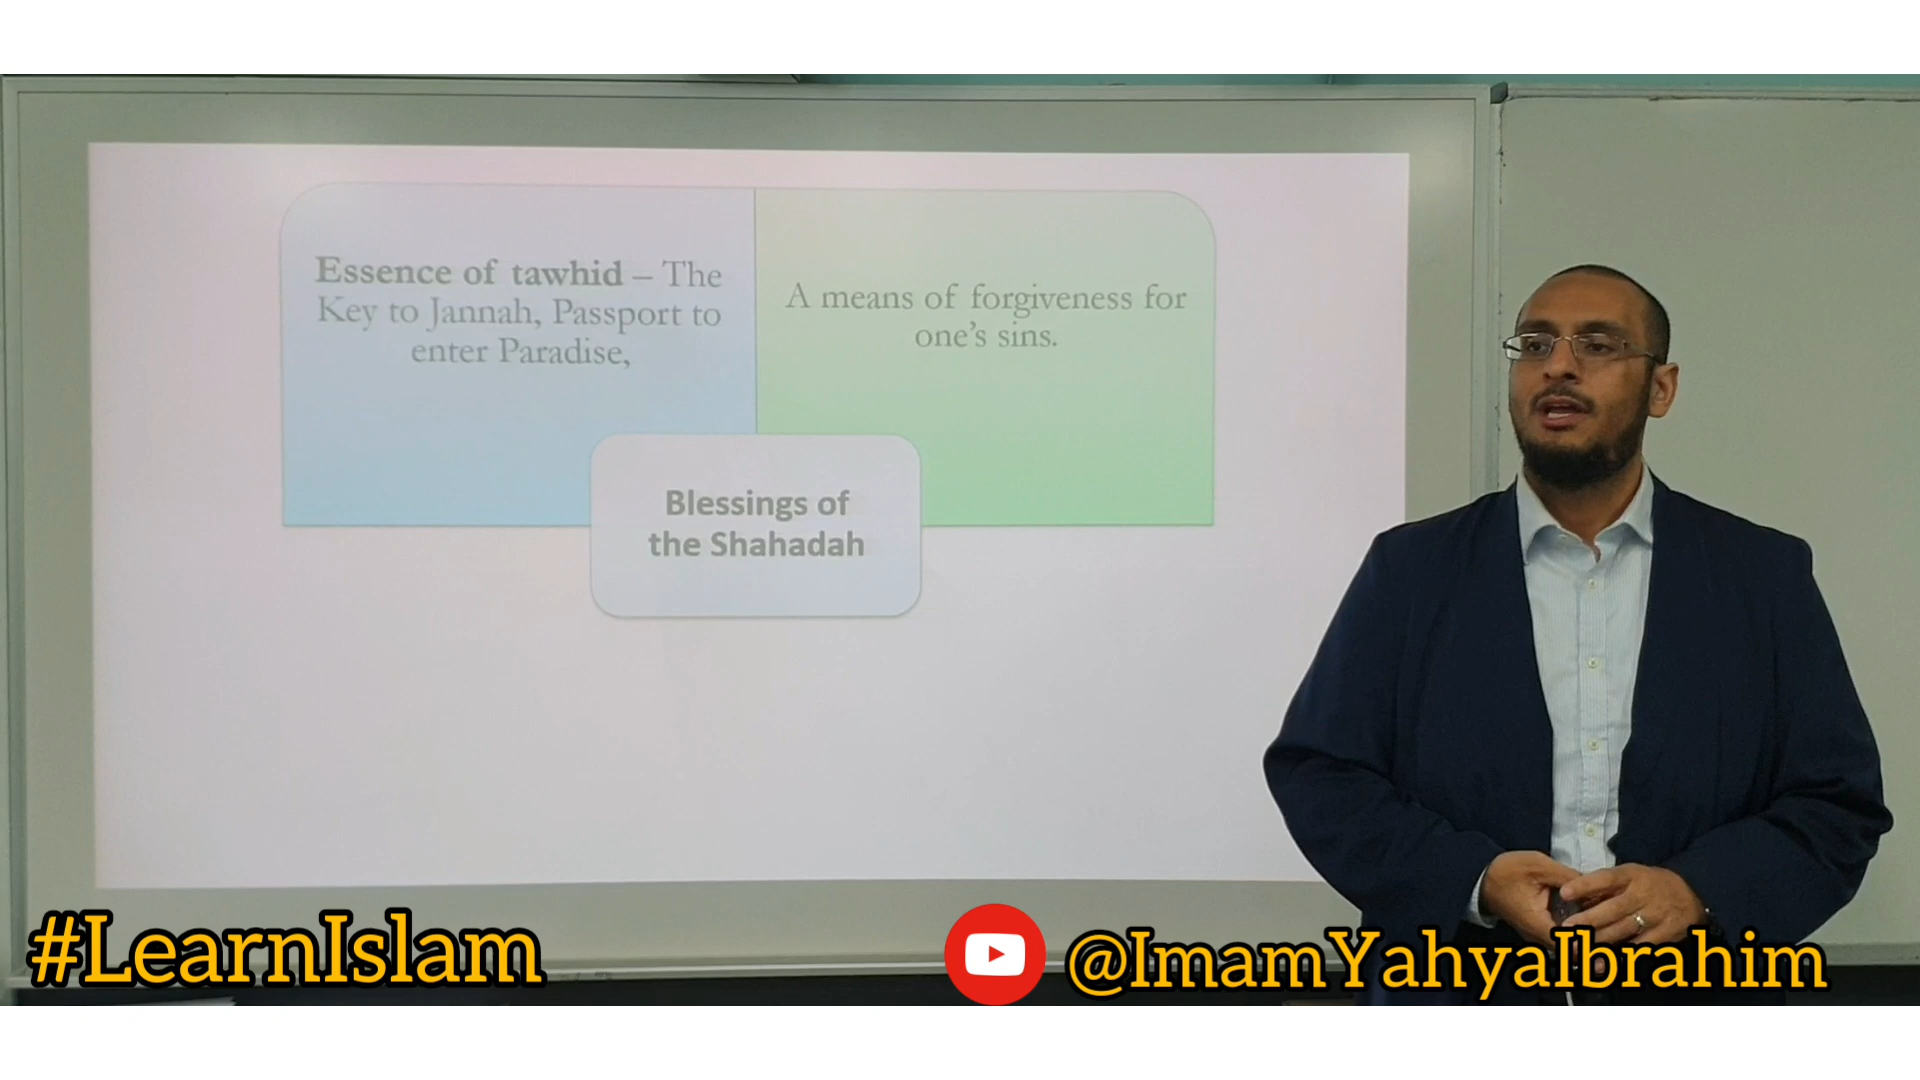 Essence of tawhid – The
Key to Jannah, Passport to
enter Paradise,
A means of forgiveness for
one's sins.
Blessings of
the Shahadah
#LearnIslam
@ImamYahyaIbrahim